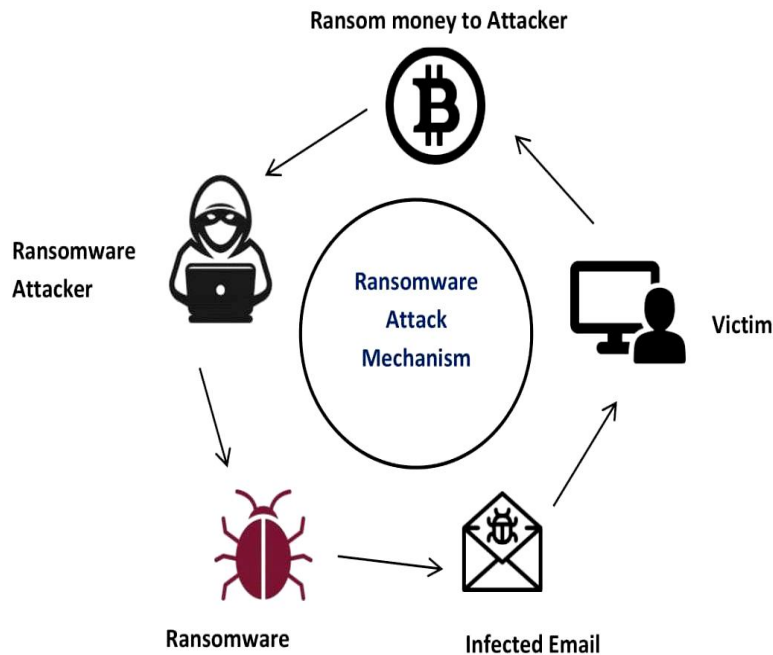 Ransom money to Attacker
Ransomware
Attacker
Ransomware
Attack
Mechanism
Victim
Ransomware
Infected Email